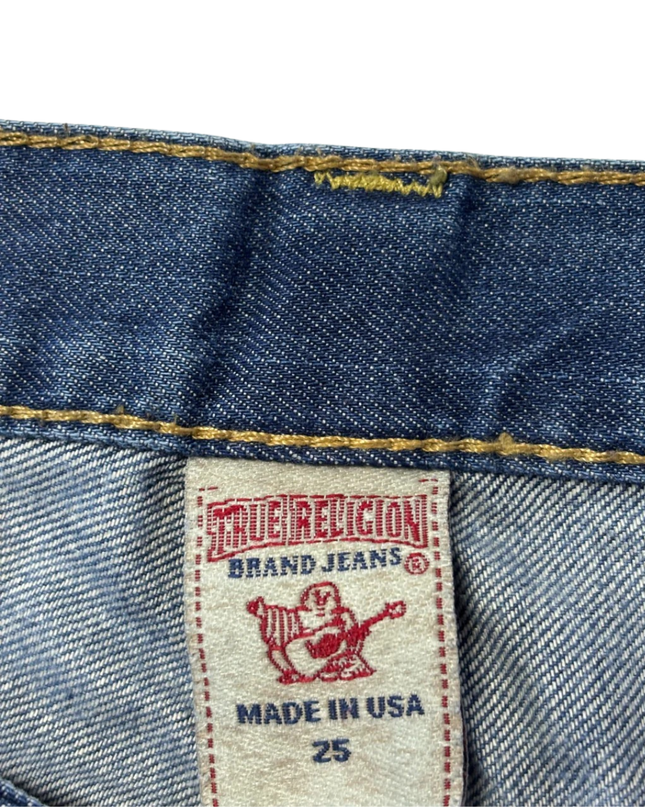 TRUE RELIGION
BRAND JEANS ®
MADE IN USA
25